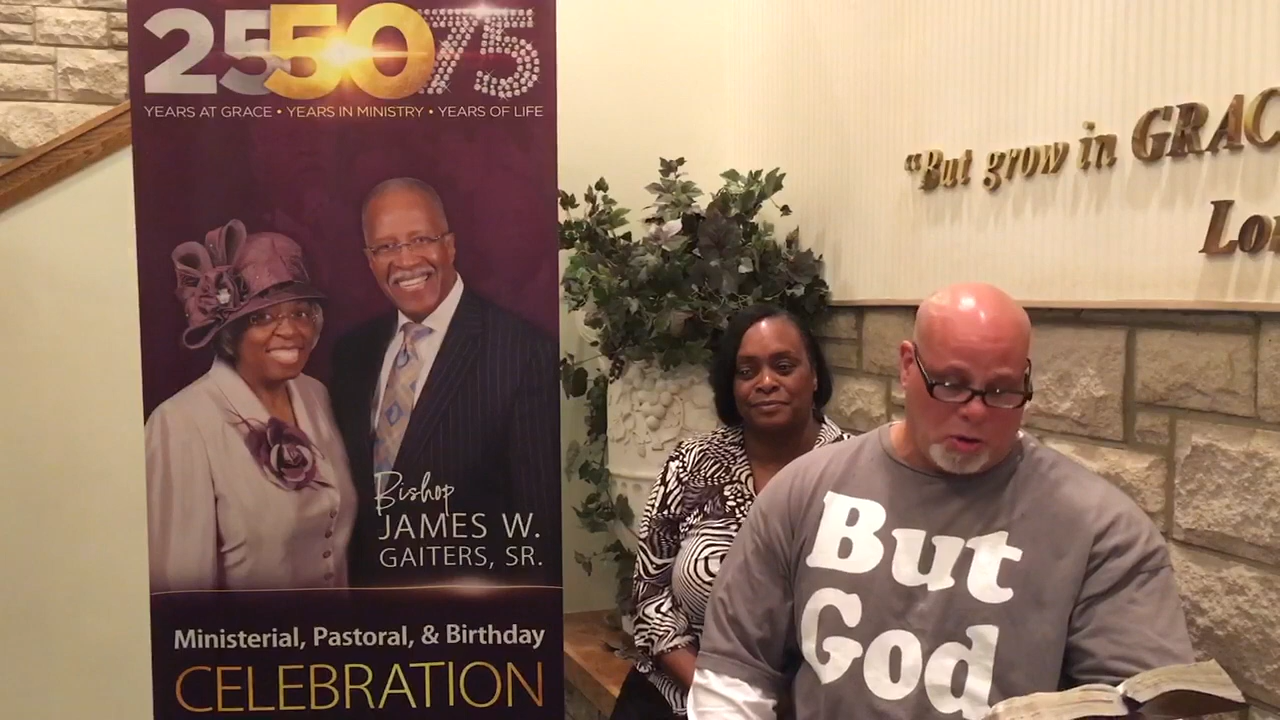 25 50 75
YEARS AT GRACE • YEARS IN MINISTRY • YEARS OF LIFE
Bishop
JAMES W.
GAITERS, SR.
Ministerial, Pastoral, & Birthday
CELEBRATION
"But grow in GRAC
Lo
But
God